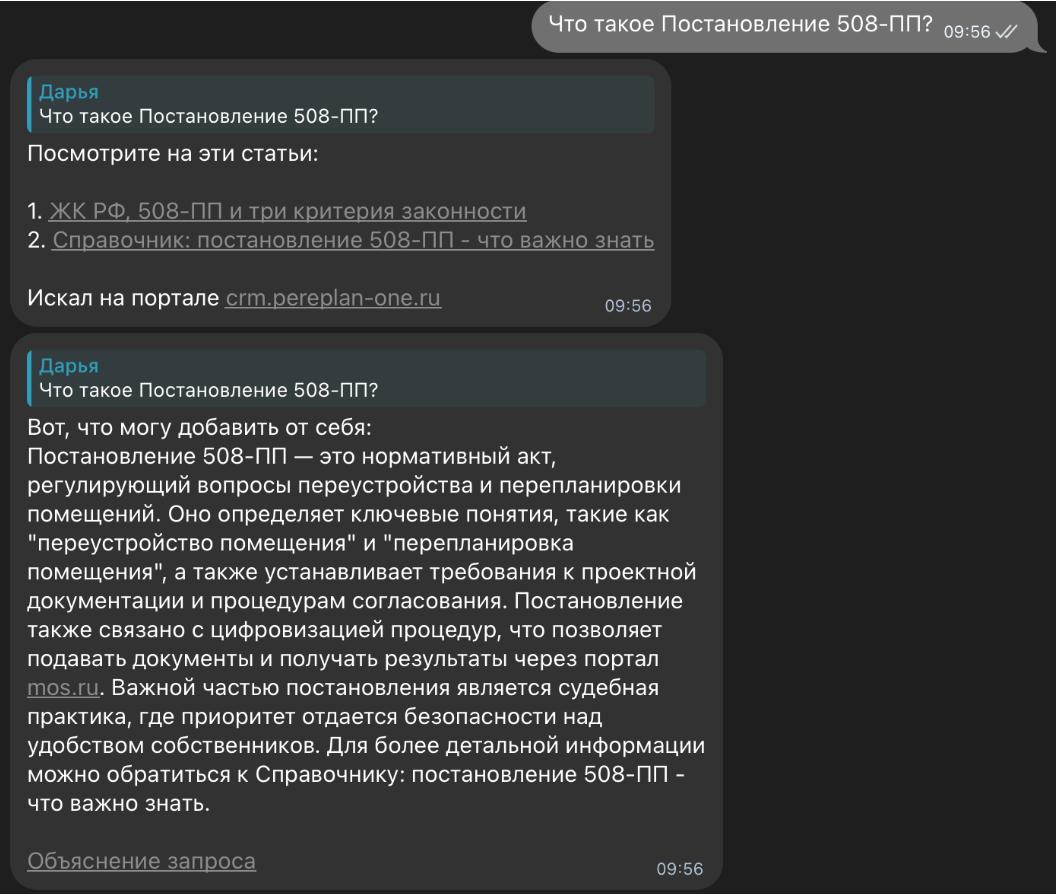 Что такое Постановление 508-ПП? 09:56
Дарья
Что такое Постановление 508-ПП?
Посмотрите на эти статьи:
1. ЖК РФ, 508-ПП и три критерия законности
2. Справочник: постановление 508-ПП - что важно знать
Искал на портале crm.pereplan-one.ru
09:56
Дарья
Что такое Постановление 508-ПП?
Вот, что могу добавить от себя:
Постановление 508-ПП — это нормативный акт,
регулирующий вопросы переустройства и перепланировки
помещений. Оно определяет ключевые понятия, такие как
"переустройство помещения" и "перепланировка
помещения", а также устанавливает требования к проектной
документации и процедурам согласования. Постановление
также связано с цифровизацией процедур, что позволяет
подавать документы и получать результаты через портал
mos.ru. Важной частью постановления является судебная
практика, где приоритет отдается безопасности над
удобством собственников. Для более детальной информации
можно обратиться к Справочнику: постановление 508-ПП -
что важно знать.
Объяснение запроса
09:56